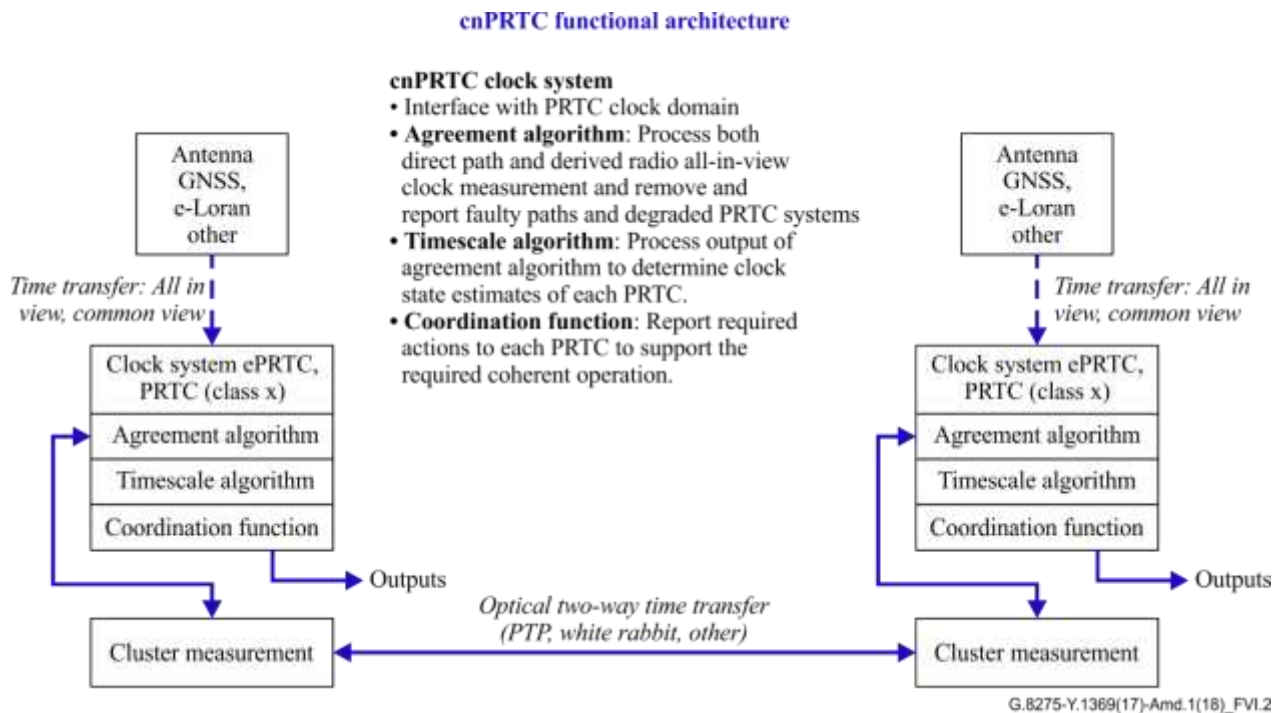 cnPRTC functional architecture
cnPRTC clock system
• Interface with PRTC clock domain
• Agreement algorithm: Process both
direct path and derived radio all-in-view
clock measurement and remove and
report faulty paths and degraded PRTC systems
• Timescale algorithm: Process output of
agreement algorithm to determine clock
state estimates of each PRTC.
• Coordination function: Report required
actions to each PRTC to support the
required coherent operation.
Antenna
GNSS,
e-Loran
other
Time transfer: All in
view, common view
Clock system ePRTC,
PRTC (class x)
Agreement algorithm
Timescale algorithm
Coordination function
Outputs
Cluster measurement
Optical two-way time transfer
(PTP, white rabbit, other)
Antenna
GNSS,
e-Loran
other
Time transfer: All in
view, common view
Clock system ePRTC,
PRTC (class x)
Agreement algorithm
Timescale algorithm
Coordination function
Outputs
Cluster measurement
G.8275-Y.1369(17)-Amd.1(18)_FVI.2